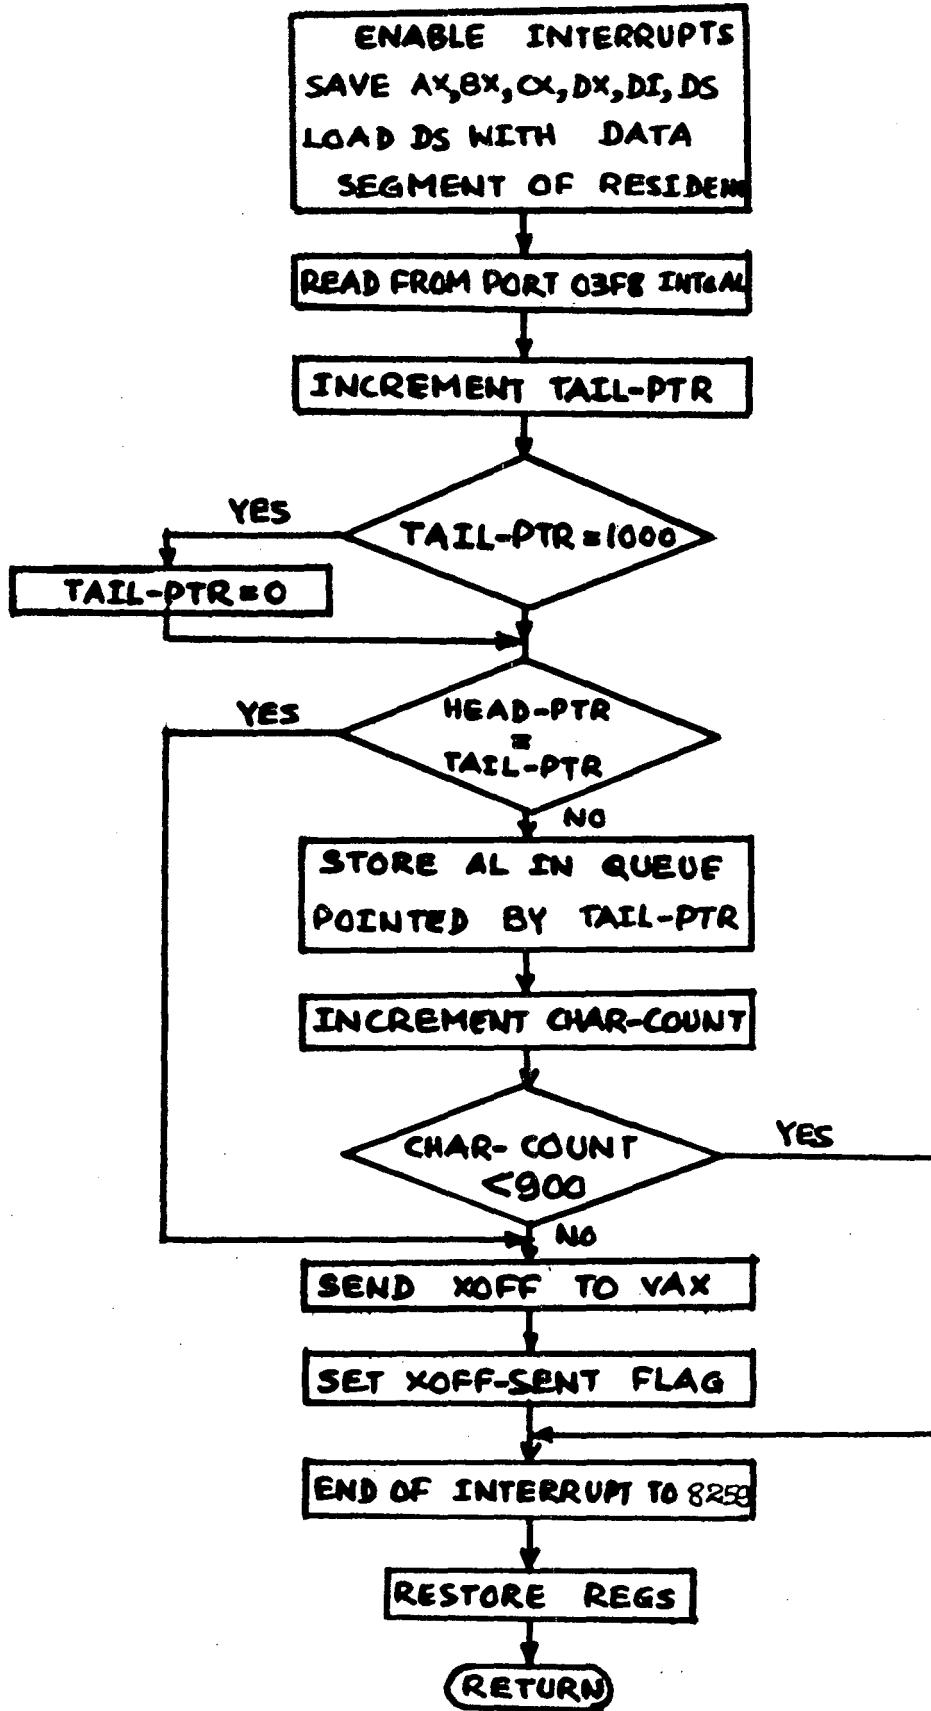 ENABLE INTERRUPTS
SAVE AX,BX,CX,DX,DI,DS
LOAD DS WITH DATA
SEGMENT OF RESIDENC
READ FROM PORT 03F8 INTO AL
INCREMENT TAIL-PTR
TAIL-PTR=1000
YES
TAIL-PTR=0
HEAD-PTR
=
TAIL-PTR
YES
NO
STORE AL IN QUEUE
POINTED BY TAIL-PTR
INCREMENT CHAR-COUNT
CHAR-COUNT
<900
YES
NO
SEND XOFF TO VAX
SET XOFF-SENT FLAG
END OF INTERRUPT TO 8259
RESTORE REGS
RETURN